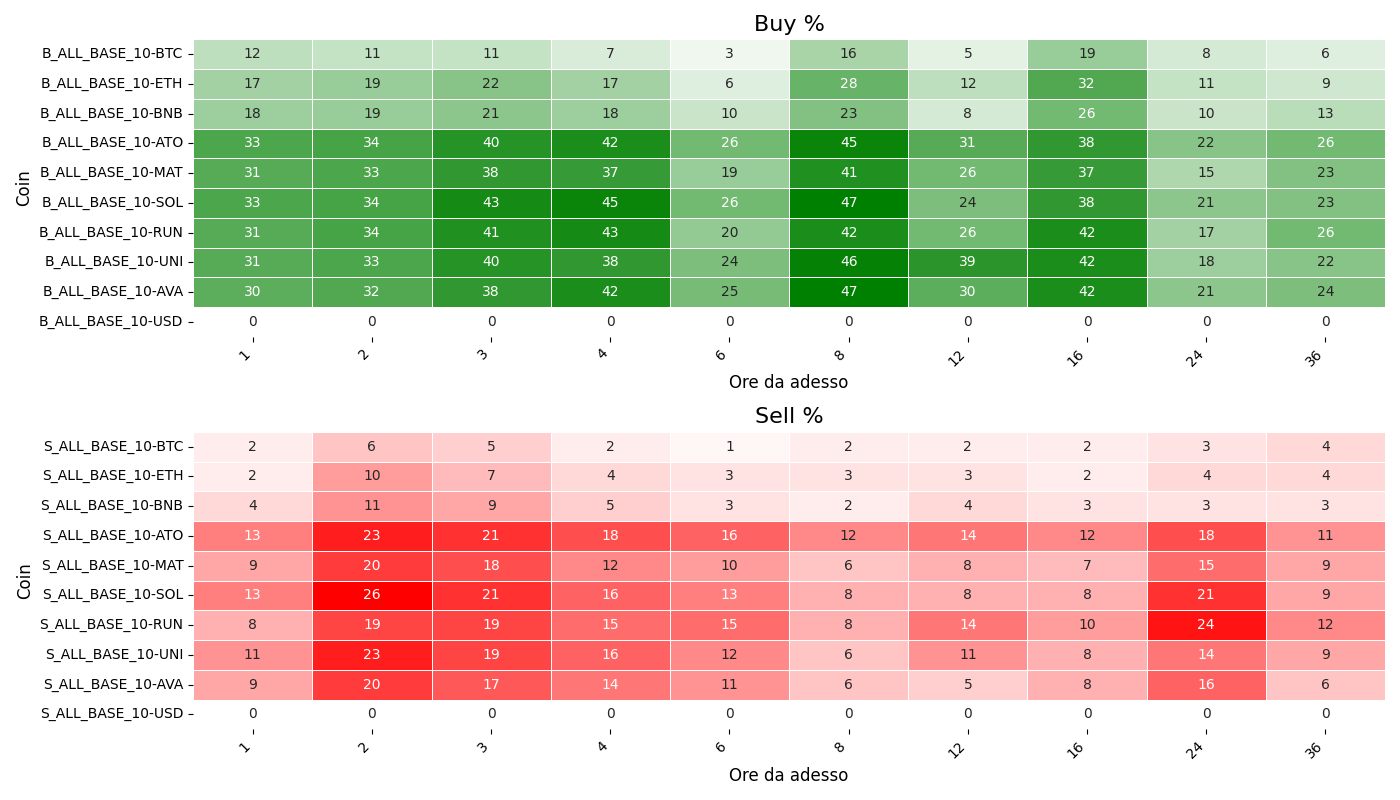 Buy %
Coin
B_ALL_BASE_10-BTC 12 11 11 7 3 16 5 19 8 6
B_ALL_BASE_10-ETH 17 19 22 17 6 28 12 32 11 9
B_ALL_BASE_10-BNB 18 19 21 18 10 23 8 26 10 13
B_ALL_BASE_10-ATO 33 34 40 42 26 45 31 38 22 26
B_ALL_BASE_10-MAT 31 33 38 37 19 41 26 37 15 23
B_ALL_BASE_10-SOL 33 34 43 45 26 47 24 38 21 23
B_ALL_BASE_10-RUN 31 34 41 43 20 42 26 42 17 26
B_ALL_BASE_10-UNI 31 33 40 38 24 46 39 42 18 22
B_ALL_BASE_10-AVA 30 32 38 42 25 47 30 42 21 24
B_ALL_BASE_10-USD 0 0 0 0 0 0 0 0 0 0
1 2 3 4 6 8 12 16 24 36
Ore da adesso
Sell %
Coin
S_ALL_BASE_10-BTC 2 6 5 2 1 2 2 2 3 4
S_ALL_BASE_10-ETH 2 10 7 4 3 3 3 2 4 4
S_ALL_BASE_10-BNB 4 11 9 5 3 2 4 3 3 3
S_ALL_BASE_10-ATO 13 23 21 18 16 12 14 12 18 11
S_ALL_BASE_10-MAT 9 20 18 12 10 6 8 7 15 9
S_ALL_BASE_10-SOL 13 26 21 16 13 8 8 8 21 9
S_ALL_BASE_10-RUN 8 19 19 15 15 8 14 10 24 12
S_ALL_BASE_10-UNI 11 23 19 16 12 6 11 8 14 9
S_ALL_BASE_10-AVA 9 20 17 14 11 6 5 8 16 6
S_ALL_BASE_10-USD 0 0 0 0 0 0 0 0 0 0
1 2 3 4 6 8 12 16 24 36
Ore da adesso